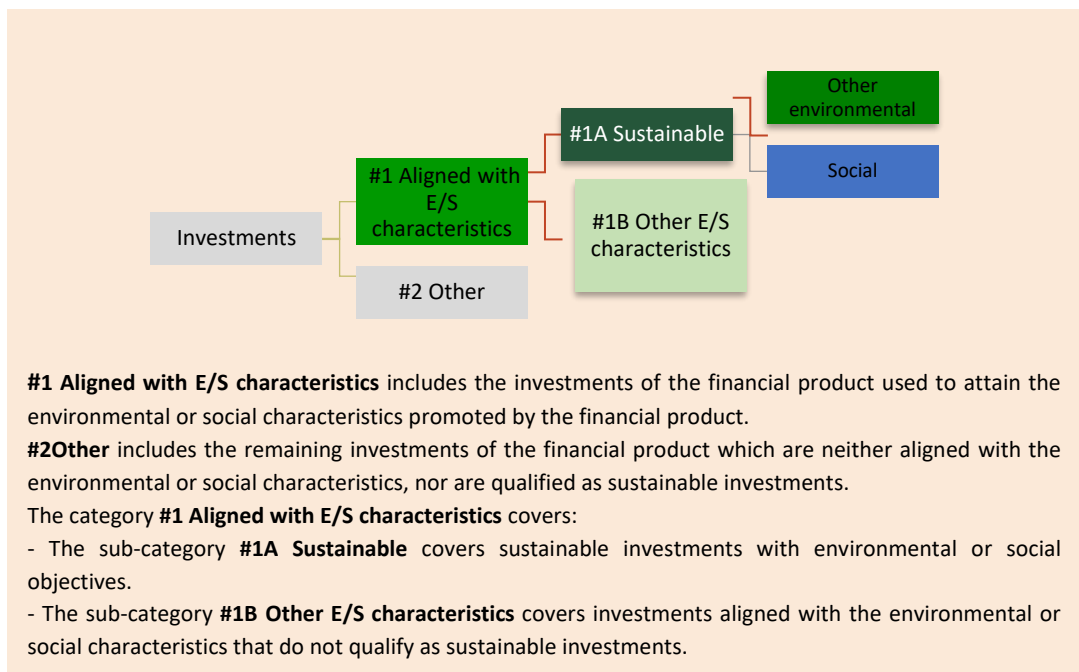 Other
environmental
#1A Sustainable
Social
#1 Aligned with
E/S
characteristics
#1B Other E/S
characteristics
Investments
#2 Other
#1 Aligned with E/S characteristics includes the investments of the financial product used to attain the
environmental or social characteristics promoted by the financial product.
#2Other includes the remaining investments of the financial product which are neither aligned with the
environmental or social characteristics, nor are qualified as sustainable investments.
The category #1 Aligned with E/S characteristics covers:
- The sub-category #1A Sustainable covers sustainable investments with environmental or social
objectives.
- The sub-category #1B Other E/S characteristics covers investments aligned with the environmental or
social characteristics that do not qualify as sustainable investments.